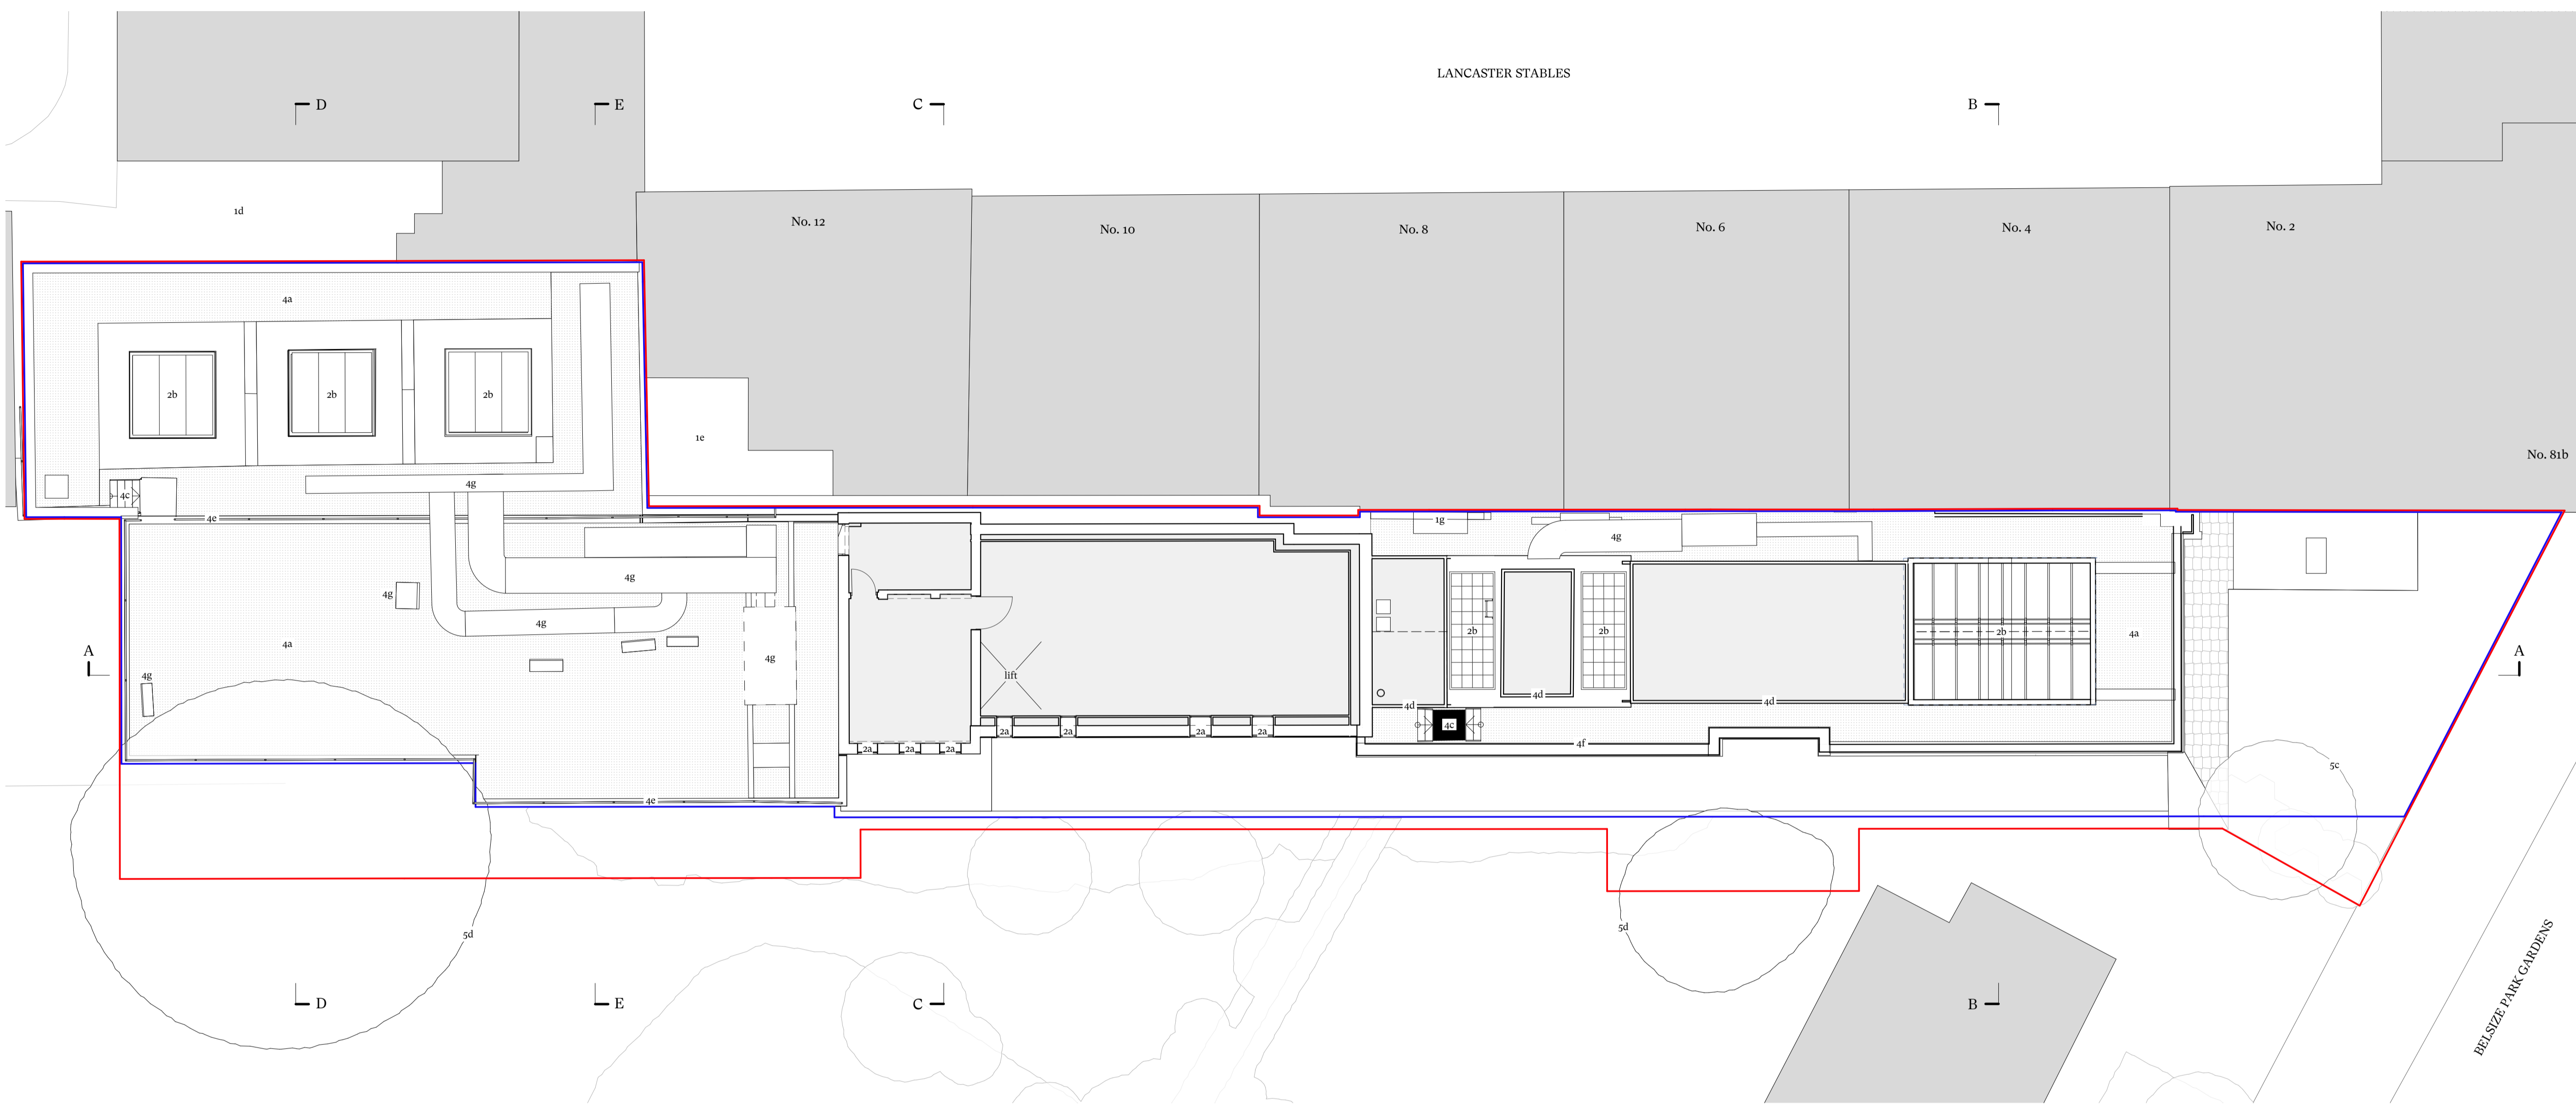 LANCASTER STABLES
D
E
C
B
1d
No. 12
No. 10
No. 8
No. 6
No. 4
No. 2
4a
2b
2b
2b
1e
No. 81b
4g
4c
4e
1g
4g
4g
4g
4g
2b
2b
2b
4a
4a
A
A
4g
4g
lift
4d
4d
4d
2a
2a
2a
2a
4c
2a
2a
2a
4f
5c
4e
5d
5d
D
E
C
B
BELSIZE PARK GARDENS